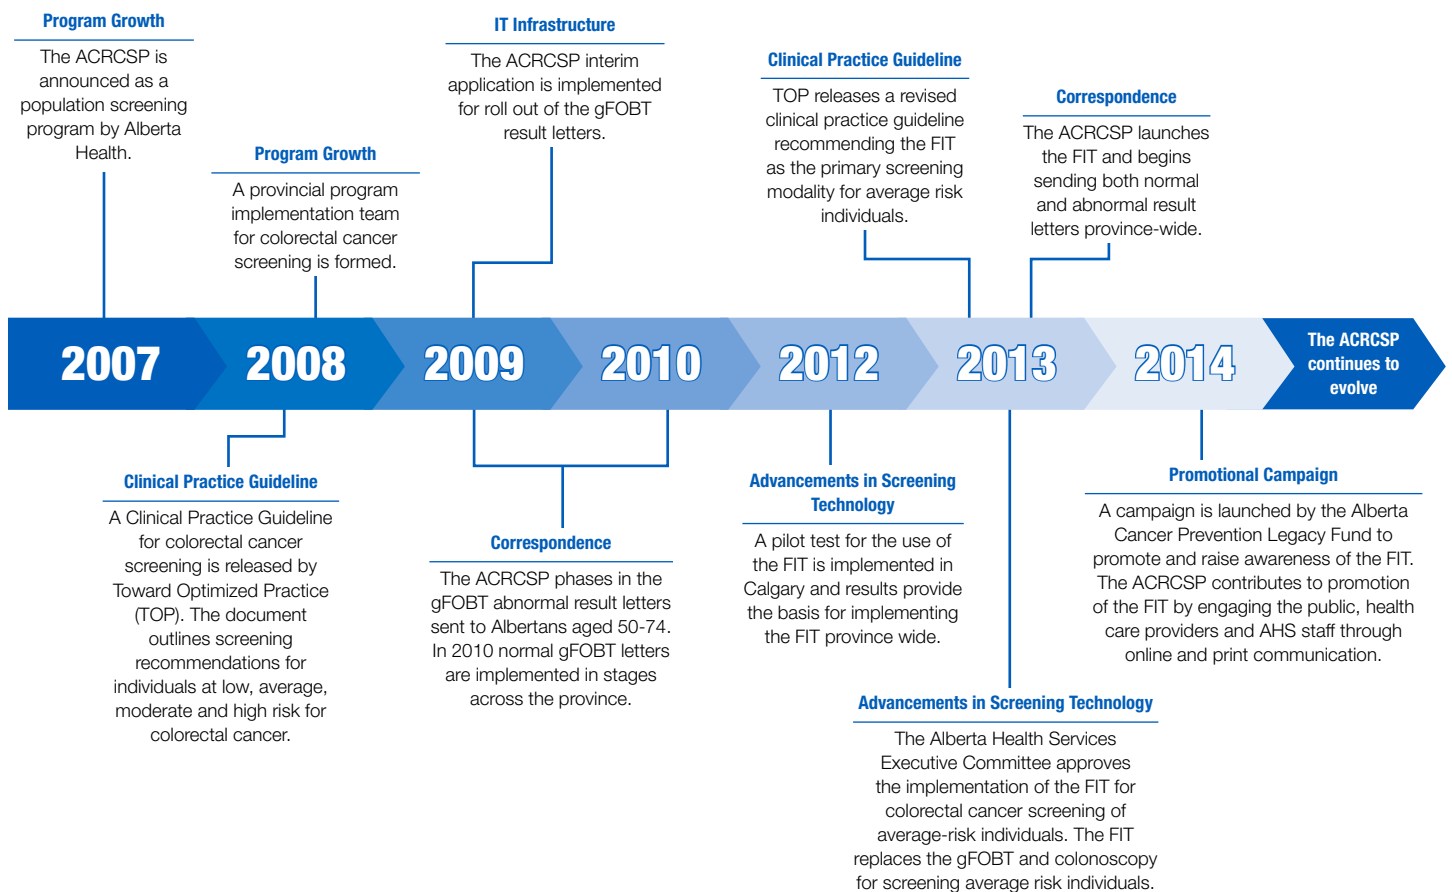 Program Growth
The ACRCSP is
announced as a
population screening
program by Alberta
Health.
Program Growth
A provincial program
implementation team
for colorectal cancer
screening is formed.
IT Infrastructure
The ACRCSP interim
application is implemented
for roll out of the gFOBT
result letters.
Clinical Practice Guideline
TOP releases a revised
clinical practice guideline
recommending the FIT
as the primary screening
modality for average risk
individuals.
Correspondence
The ACRCSP launches
the FIT and begins
sending both normal
and abnormal result
letters province-wide.
2007
2008
2009
2010
2012
2013
2014
The ACRCSP
continues to
evolve
Clinical Practice Guideline
A Clinical Practice Guideline
for colorectal cancer
screening is released by
Toward Optimized Practice
(TOP). The document
outlines screening
recommendations for
individuals at low, average,
moderate and high risk for
colorectal cancer.
Correspondence
The ACRCSP phases in the
gFOBT abnormal result letters
sent to Albertans aged 50-74.
In 2010 normal gFOBT letters
are implemented in stages
across the province.
Advancements in Screening
Technology
A pilot test for the use of
the FIT is implemented in
Calgary and results provide
the basis for implementing
the FIT province wide.
Advancements in Screening Technology
The Alberta Health Services
Executive Committee approves
the implementation of the FIT for
colorectal cancer screening of
average-risk individuals. The FIT
replaces the gFOBT and colonoscopy
for screening average risk individuals.
Promotional Campaign
A campaign is launched by the Alberta
Cancer Prevention Legacy Fund to
promote and raise awareness of the FIT.
The ACRCSP contributes to promotion
of the FIT by engaging the public, health
care providers and AHS staff through
online and print communication.